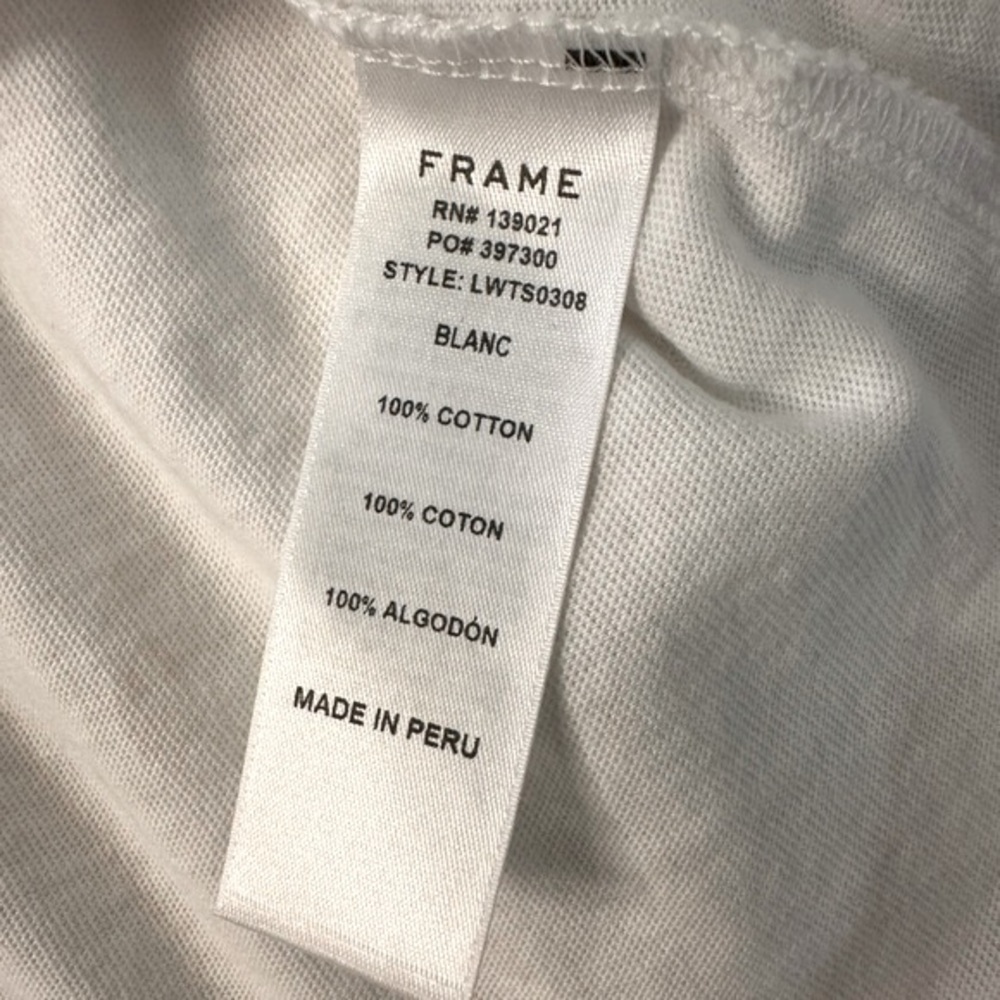 FRAME
RN# 139021
PO# 397300
STYLE: LWTS0308
BLANC
100% COTTON
100% COTON
100% ALGODÓN
MADE IN PERU